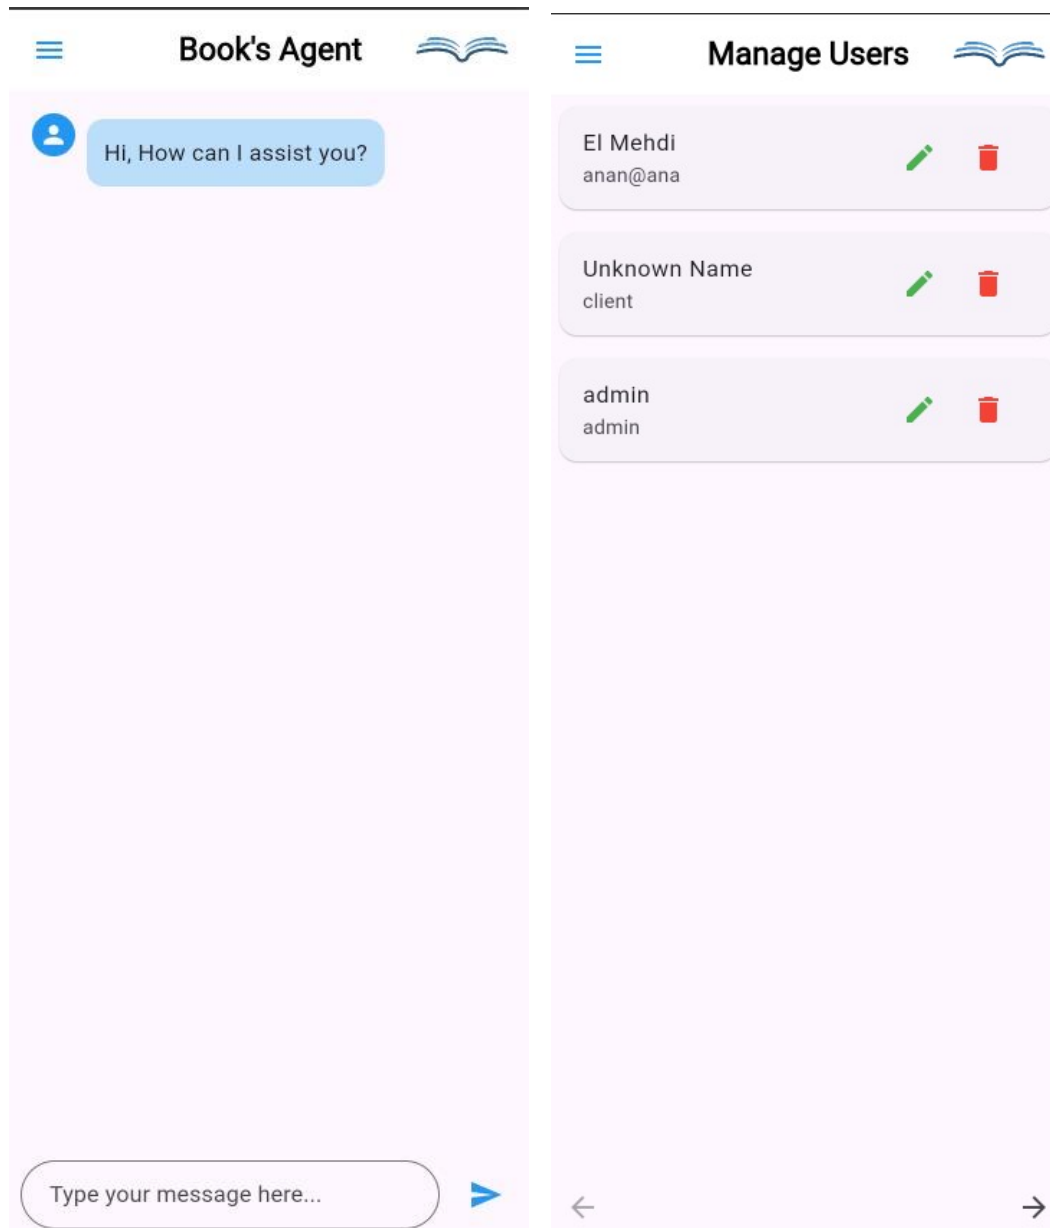 Book's Agent
Hi, How can I assist you?
Type your message here...
Manage Users
El Mehdi
anan@ana
Unknown Name
client
admin
admin